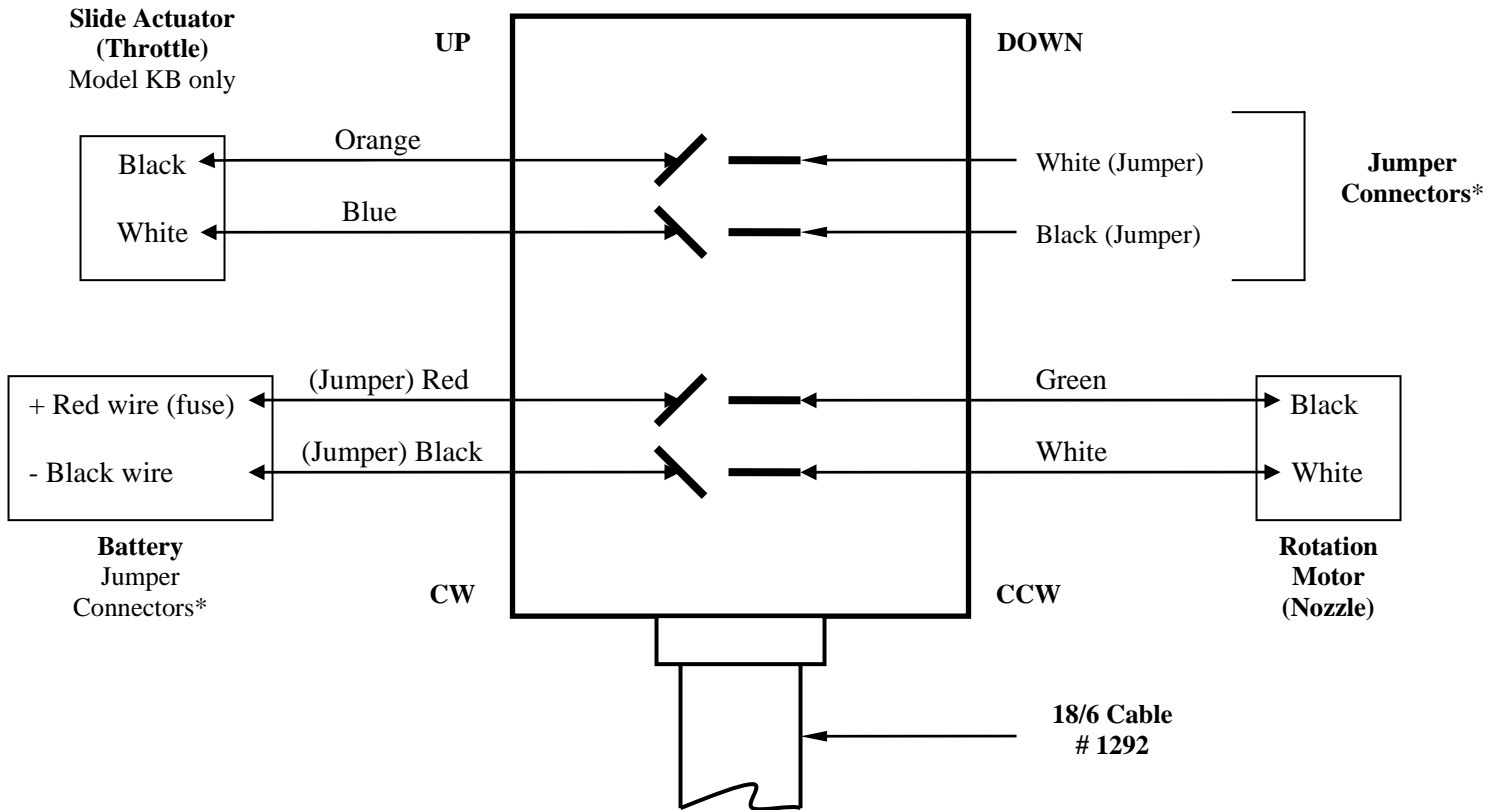 Slide Actuator
(Throttle)
Model KB only
UP
DOWN
Black
Orange
White (Jumper)
Jumper
Connectors*
White
Blue
Black (Jumper)
+ Red wire (fuse)
(Jumper) Red
Green
Black
- Black wire
(Jumper) Black
White
White
Battery
Jumper
Connectors*
CW
CCW
Rotation
Motor
(Nozzle)
18/6 Cable
# 1292